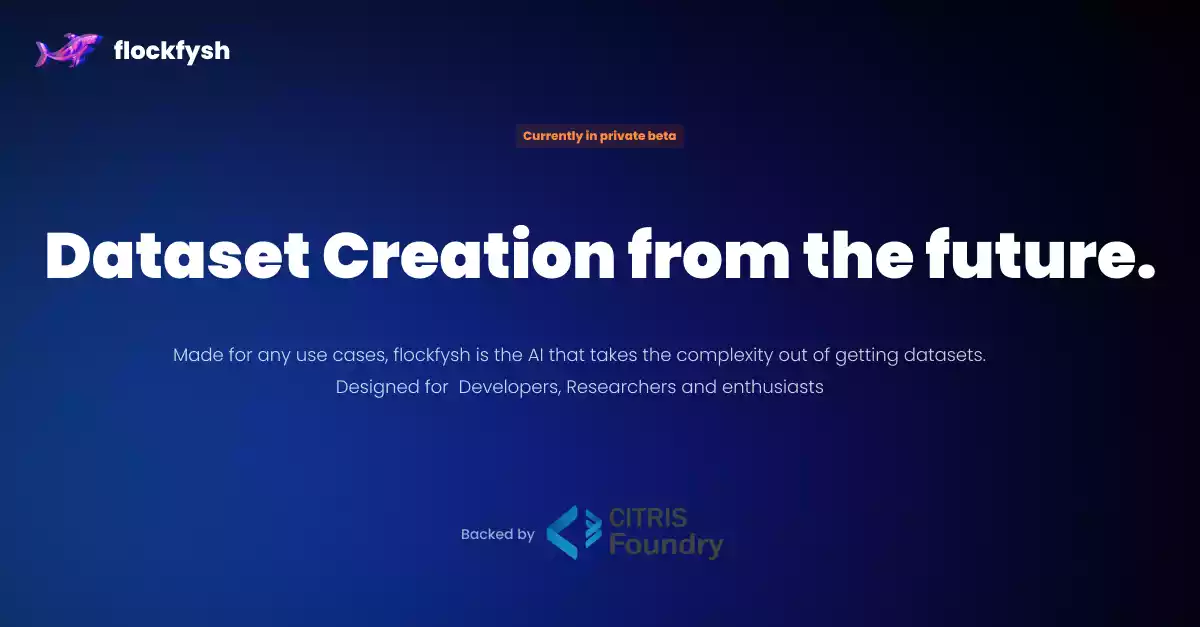 flockfysh
Currently in private beta
Dataset Creation from the future.
Made for any use cases, flockfysh is the AI that takes the complexity out of getting datasets.
Designed for  Developers, Researchers and enthusiasts
Backed by
CITRIS
Foundry